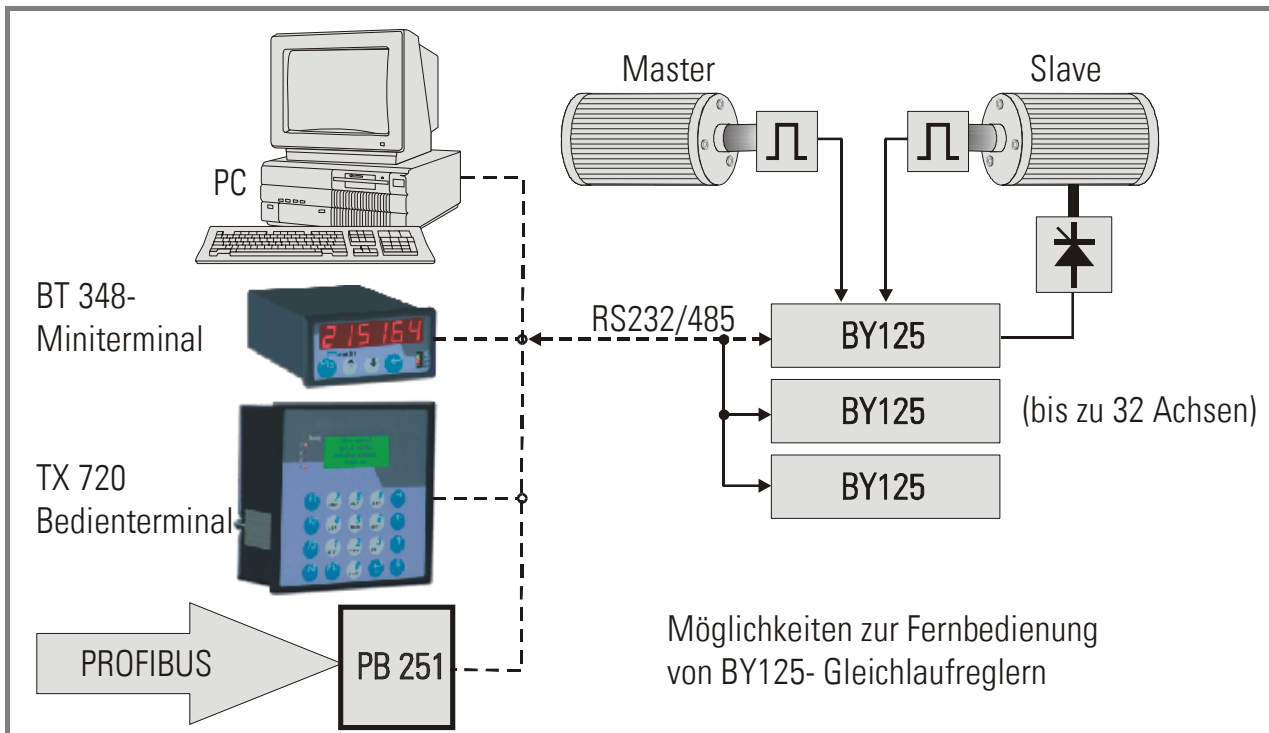 Master
Slave
PC
BT 348-
Miniterminal
215164
RS232/485
BY125
BY125
(bis zu 32 Achsen)
BY125
TX 720
Bedienterminal
PROFIBUS
PB 251
Möglichkeiten zur Fernbedienung
von BY125- Gleichlaufreglern